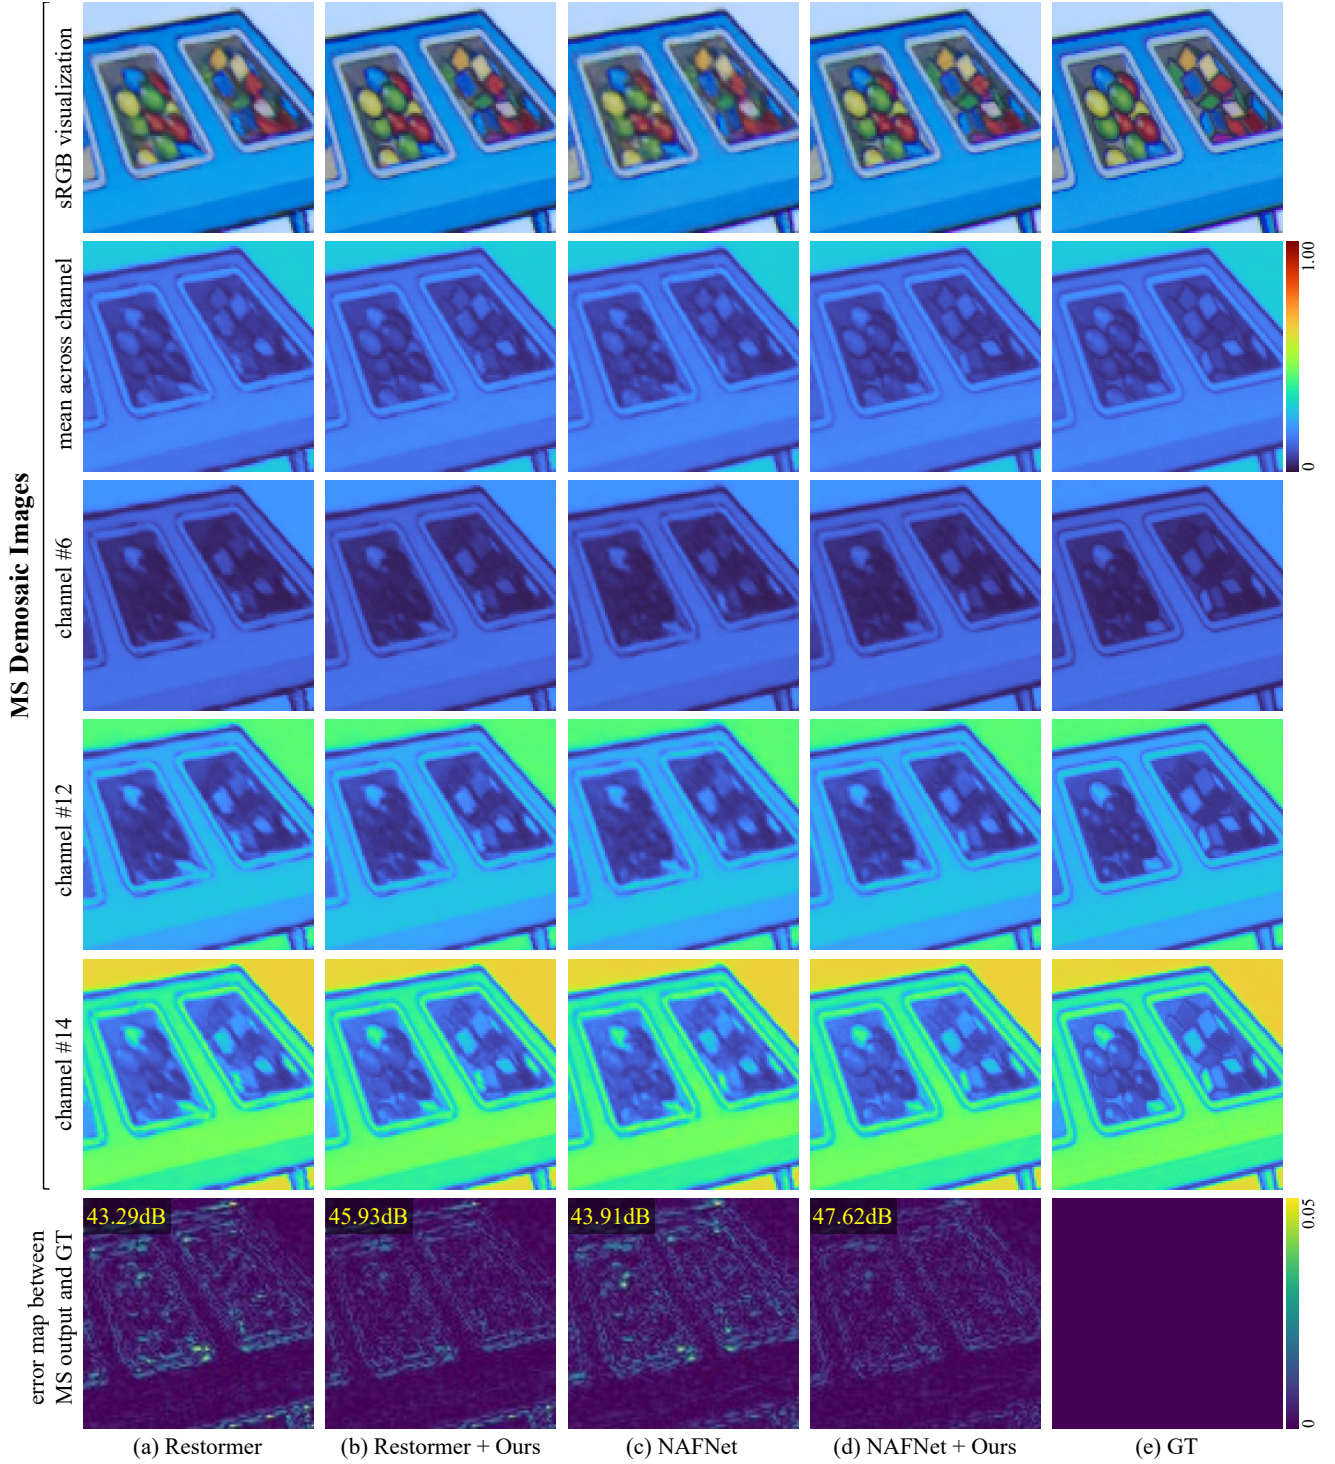 MS Demosaic Images
sRGB visualization
mean across channel
1.00
0
channel #6
channel #12
channel #14
error map between
MS output and GT
43.29dB
45.93dB
43.91dB
47.62dB
0.05
0
(a) Restormer
(b) Restormer + Ours
(c) NAFNet
(d) NAFNet + Ours
(e) GT